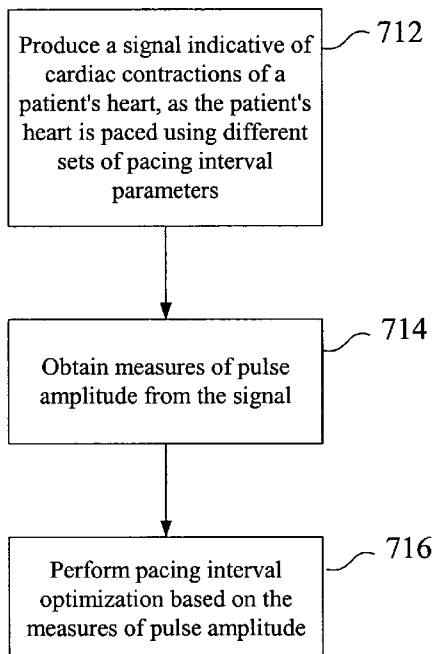 Produce a signal indicative of
cardiac contractions of a
patient's heart, as the patient's
heart is paced using different
sets of pacing interval
parameters
712
Obtain measures of pulse
amplitude from the signal
714
Perform pacing interval
optimization based on the
measures of pulse amplitude
716